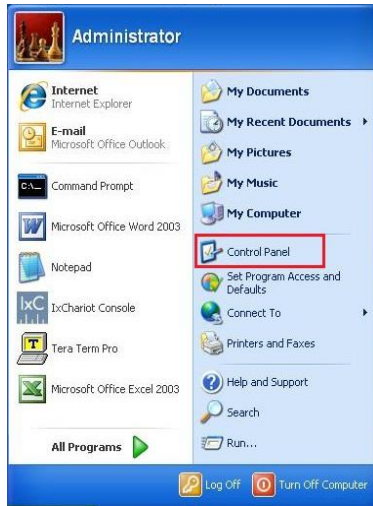 Administrator
Internet
Internet Explorer
E-mail
Microsoft Office Outlook
C:\_
Command Prompt
Microsoft Office Word 2003
Notepad
IxC
IxChariot Console
T
Tera Term Pro
Microsoft Office Excel 2003
All Programs
My Documents
My Recent Documents
My Pictures
My Music
My Computer
Control Panel
Set Program Access and
Defaults
Connect To
Printers and Faxes
Help and Support
Search
Run...
Log Off
Turn Off Computer